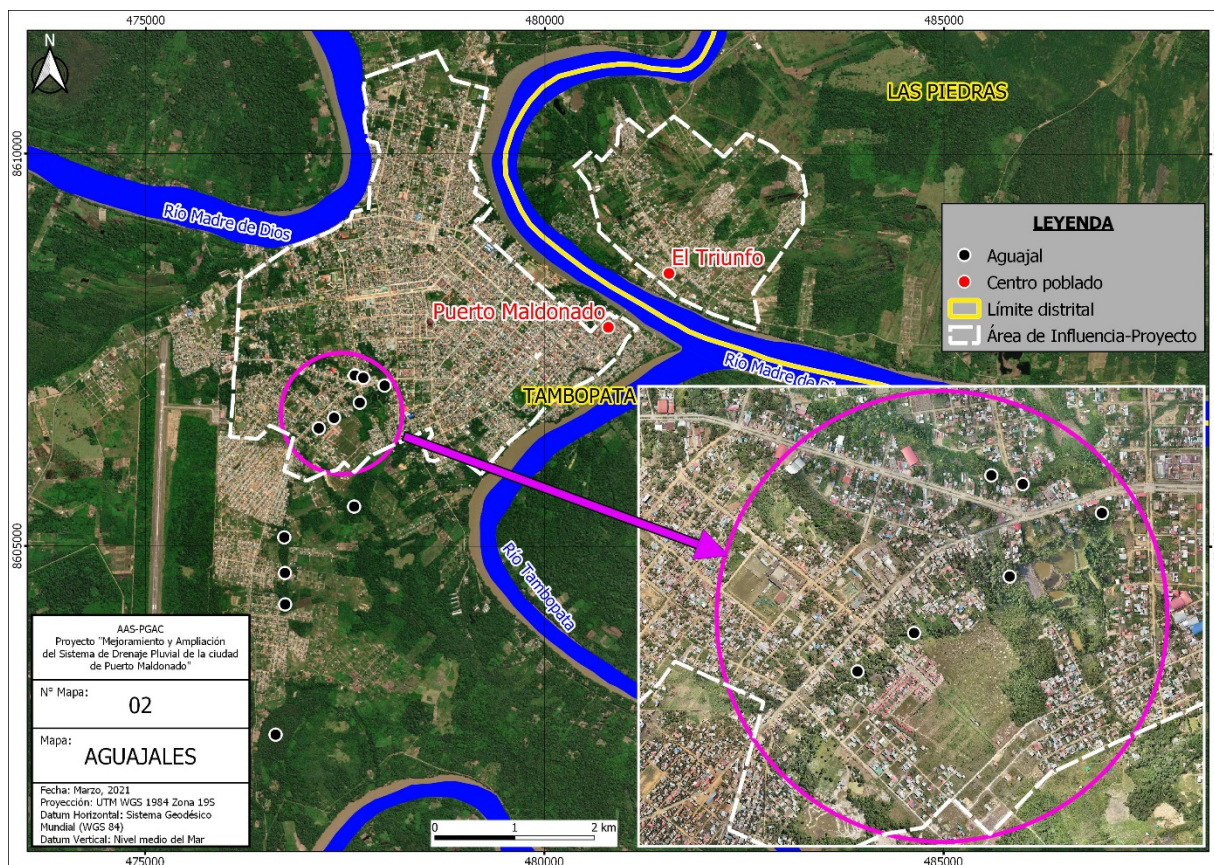 475000
480000
485000
N
LAS PIEDRAS
8610000
8610000
Río Madre de Dios
LEYENDA
Aguajal
Centro poblado
Límite distrital
Área de Influencia-Proyecto
El Triunfo
Puerto Maldonado
Río Madre de
TAMBOPATA
8605000
8605000
Río Tambopata
AAS-PGAC
Proyecto "Mejoramiento y Ampliación
del Sistema de Drenaje Pluvial de la ciudad
de Puerto Maldonado"
N° Mapa:
02
Mapa:
AGUAJALES
Fecha: Marzo, 2021
Proyección: UTM WGS 1984 Zona 19S
Datum Horizontal: Sistema Geodésico
Mundial (WGS 84)
Datum Vertical: Nivel medio del Mar
0 1 2 km
475000
480000
485000